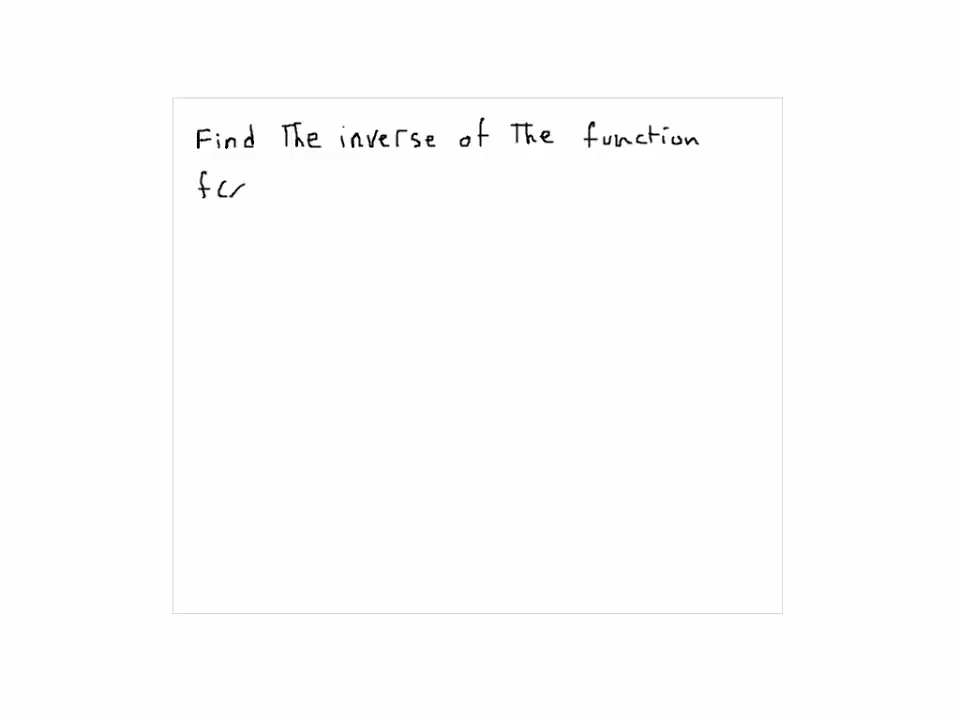 Find The inverse of The function
f(